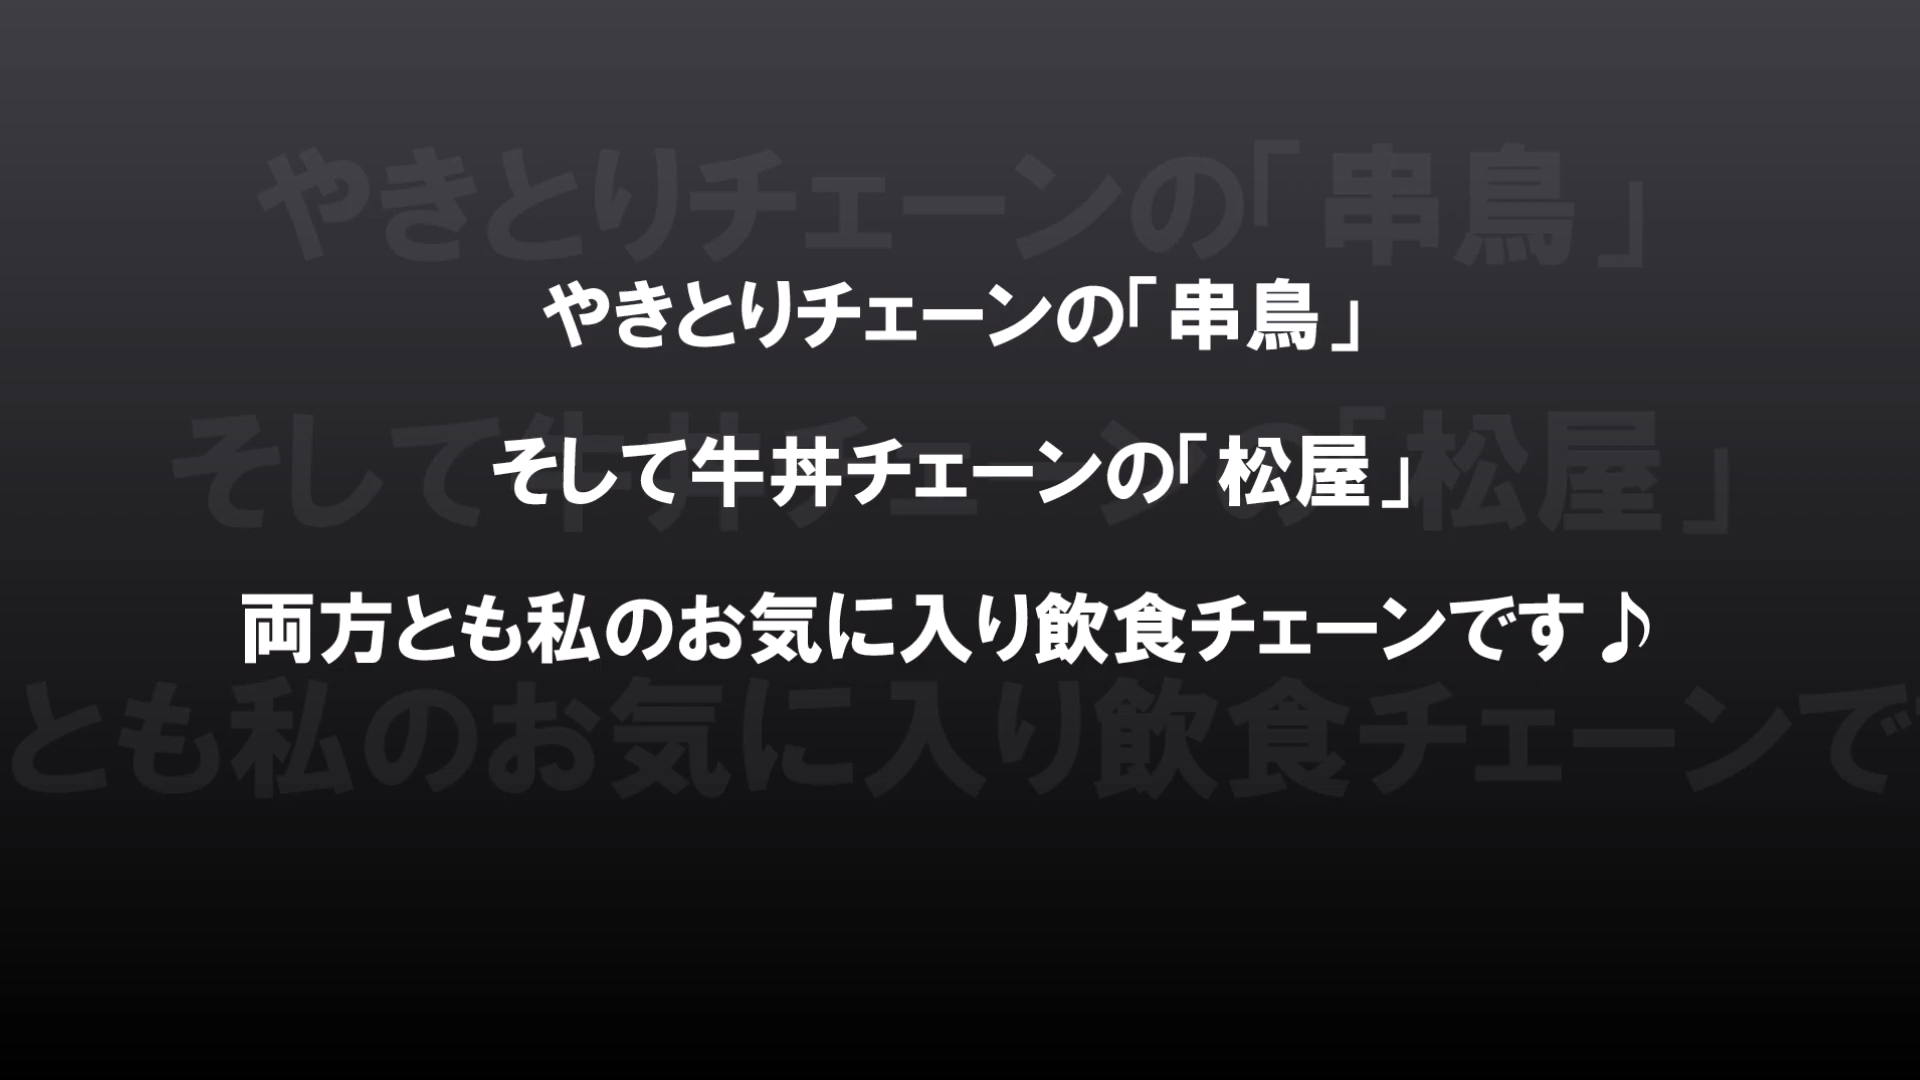 やきとりチェーンの「串鳥」
そして牛丼チェーンの「松屋」
両方とも私のお気に入り飲食チェーンです♪